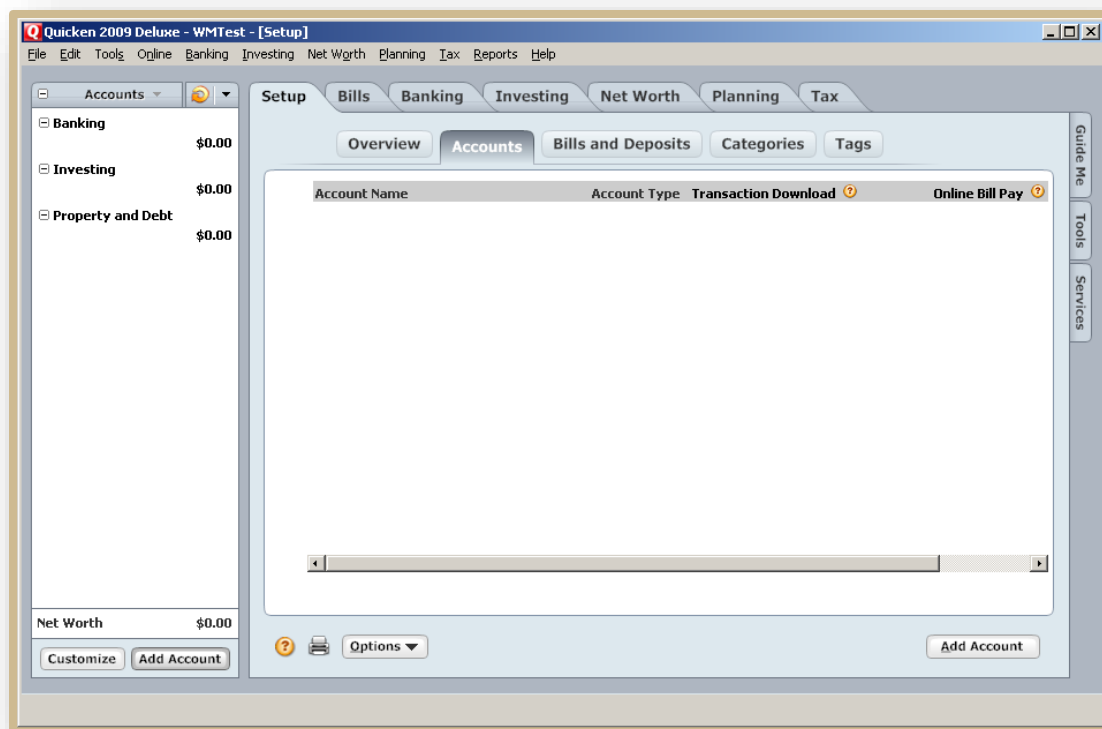 Quicken 2009 Deluxe - WMTest - [Setup]
File Edit Tools Online Banking Investing Net Worth Planning Tax Reports Help
Accounts
Setup Bills Banking Investing Net Worth Planning Tax
Overview Accounts Bills and Deposits Categories Tags
Banking
$0.00
Investing
$0.00
Property and Debt
$0.00
Net Worth $0.00
Customize Add Account
Account Name Account Type Transaction Download ? Online Bill Pay ?
? Options Add Account
Guide Me
Tools
Services